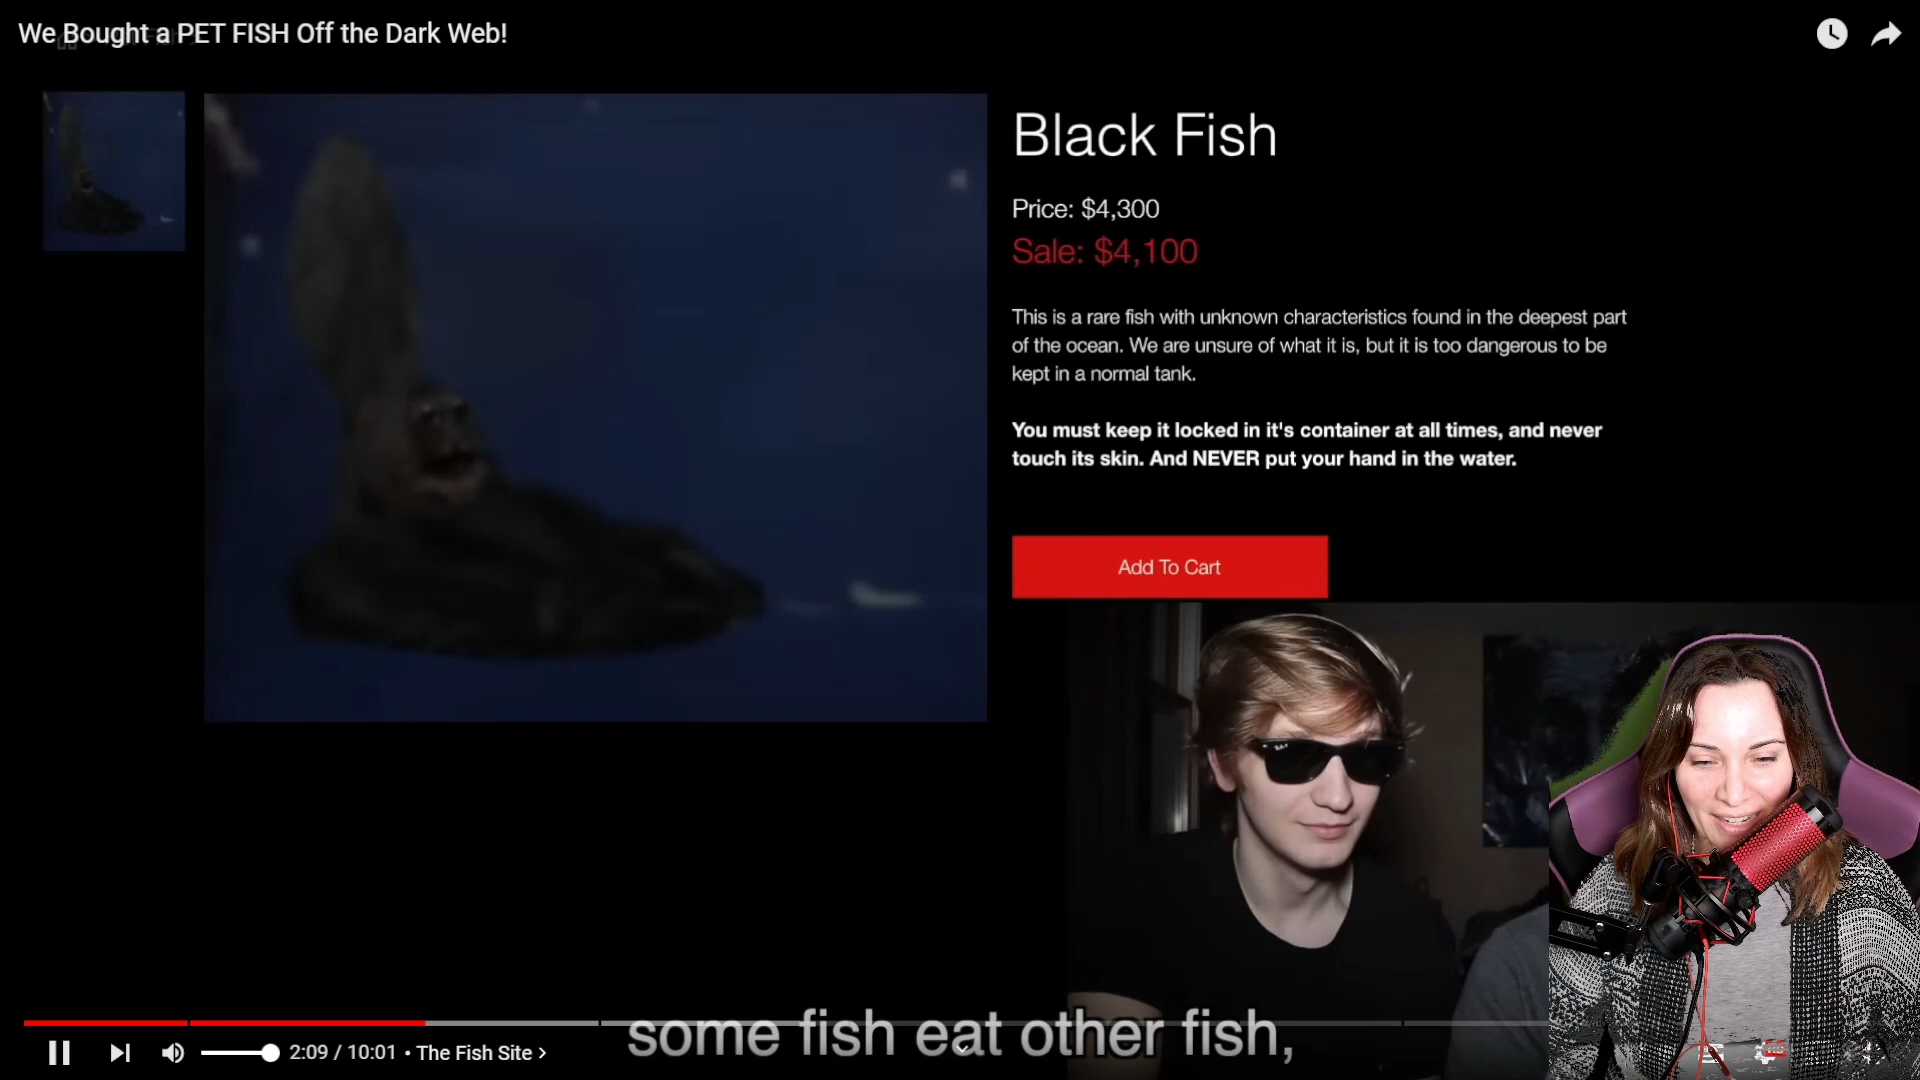 We Bought a PET FISH Off the Dark Web!
Black Fish
Price: $4,300
Sale: $4,100
This is a rare fish with unknown characteristics found in the deepest part
of the ocean. We are unsure of what it is, but it is too dangerous to be
kept in a normal tank.
You must keep it locked in it's container at all times, and never
touch its skin. And NEVER put your hand in the water.
Add To Cart
some fish eat other fish,
2:09 / 10:01 • The Fish Site >